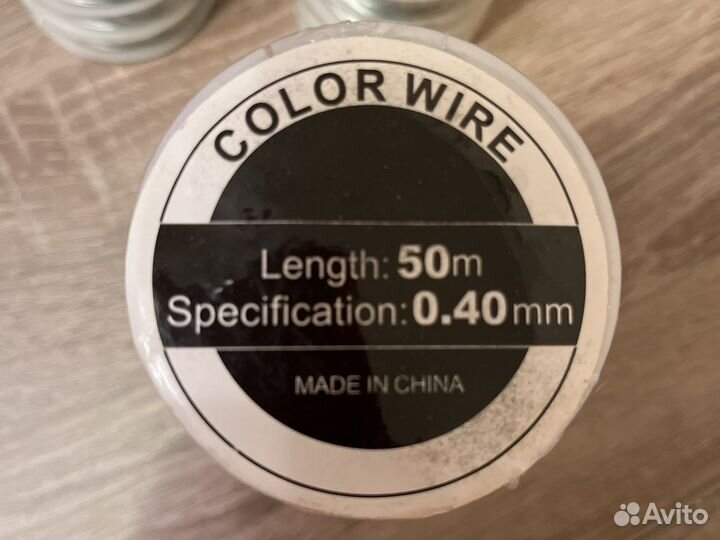 COLOR WIRE
Length: 50m
Specification: 0.40mm
MADE IN CHINA
Avito